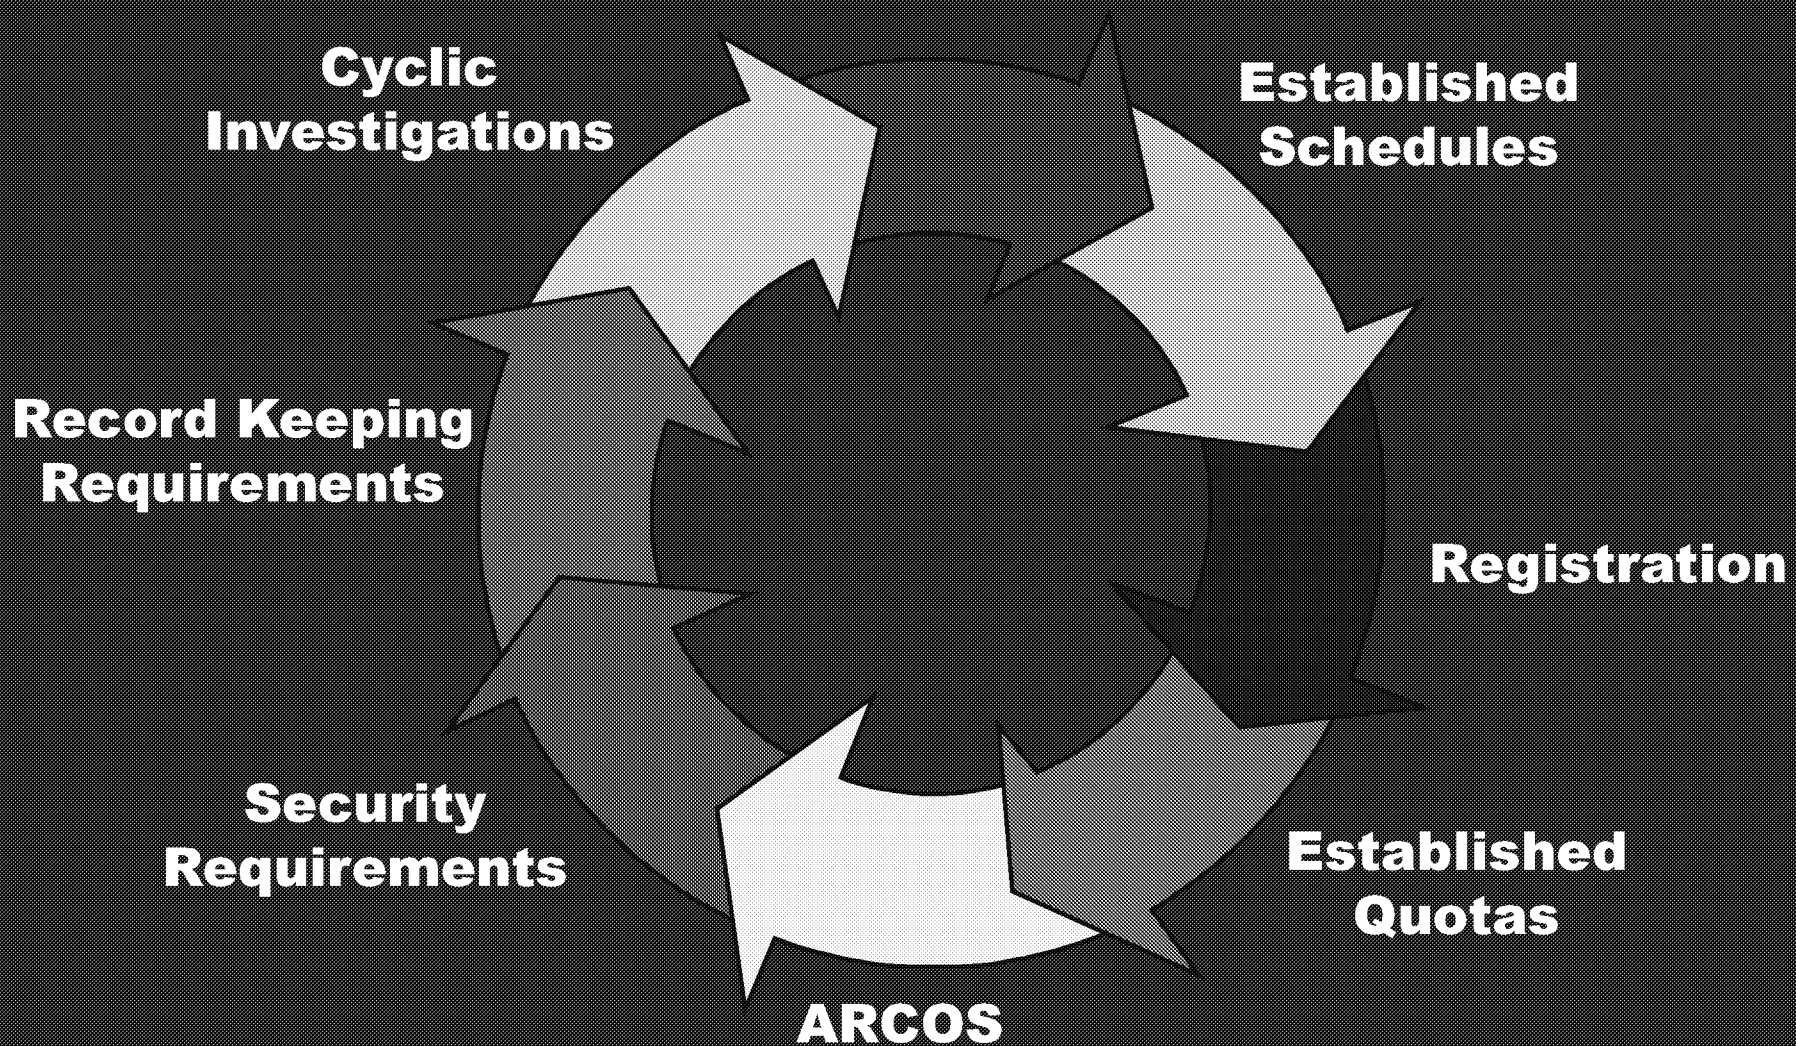 Cyclic
Investigations
Established
Schedules
Record Keeping
Requirements
Registration
Security
Requirements
Established
Quotas
ARCOS